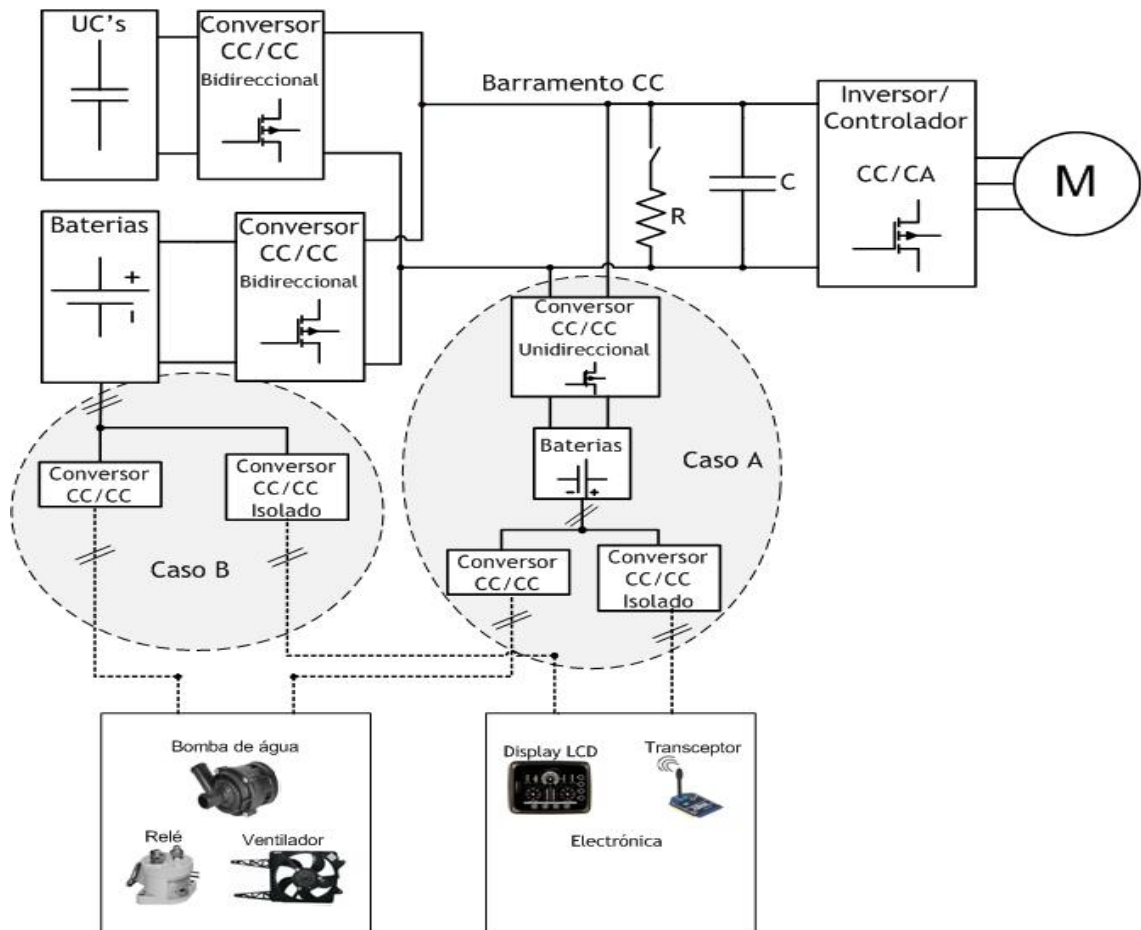 UC's
Conversor
CC/CC
Bidireccional
Barramento CC
Inversor/
Controlador
CC/CA
M
R
C
Baterias
+
-
Conversor
CC/CC
Bidireccional
Conversor
CC/CC
Unidireccional
Baterias
- +
Caso A
Conversor
CC/CC
Conversor
CC/CC
Isolado
Caso B
Conversor
CC/CC
Conversor
CC/CC
Isolado
Bomba de água
Relé
Ventilador
Display LCD
Transceptor
Electrónica